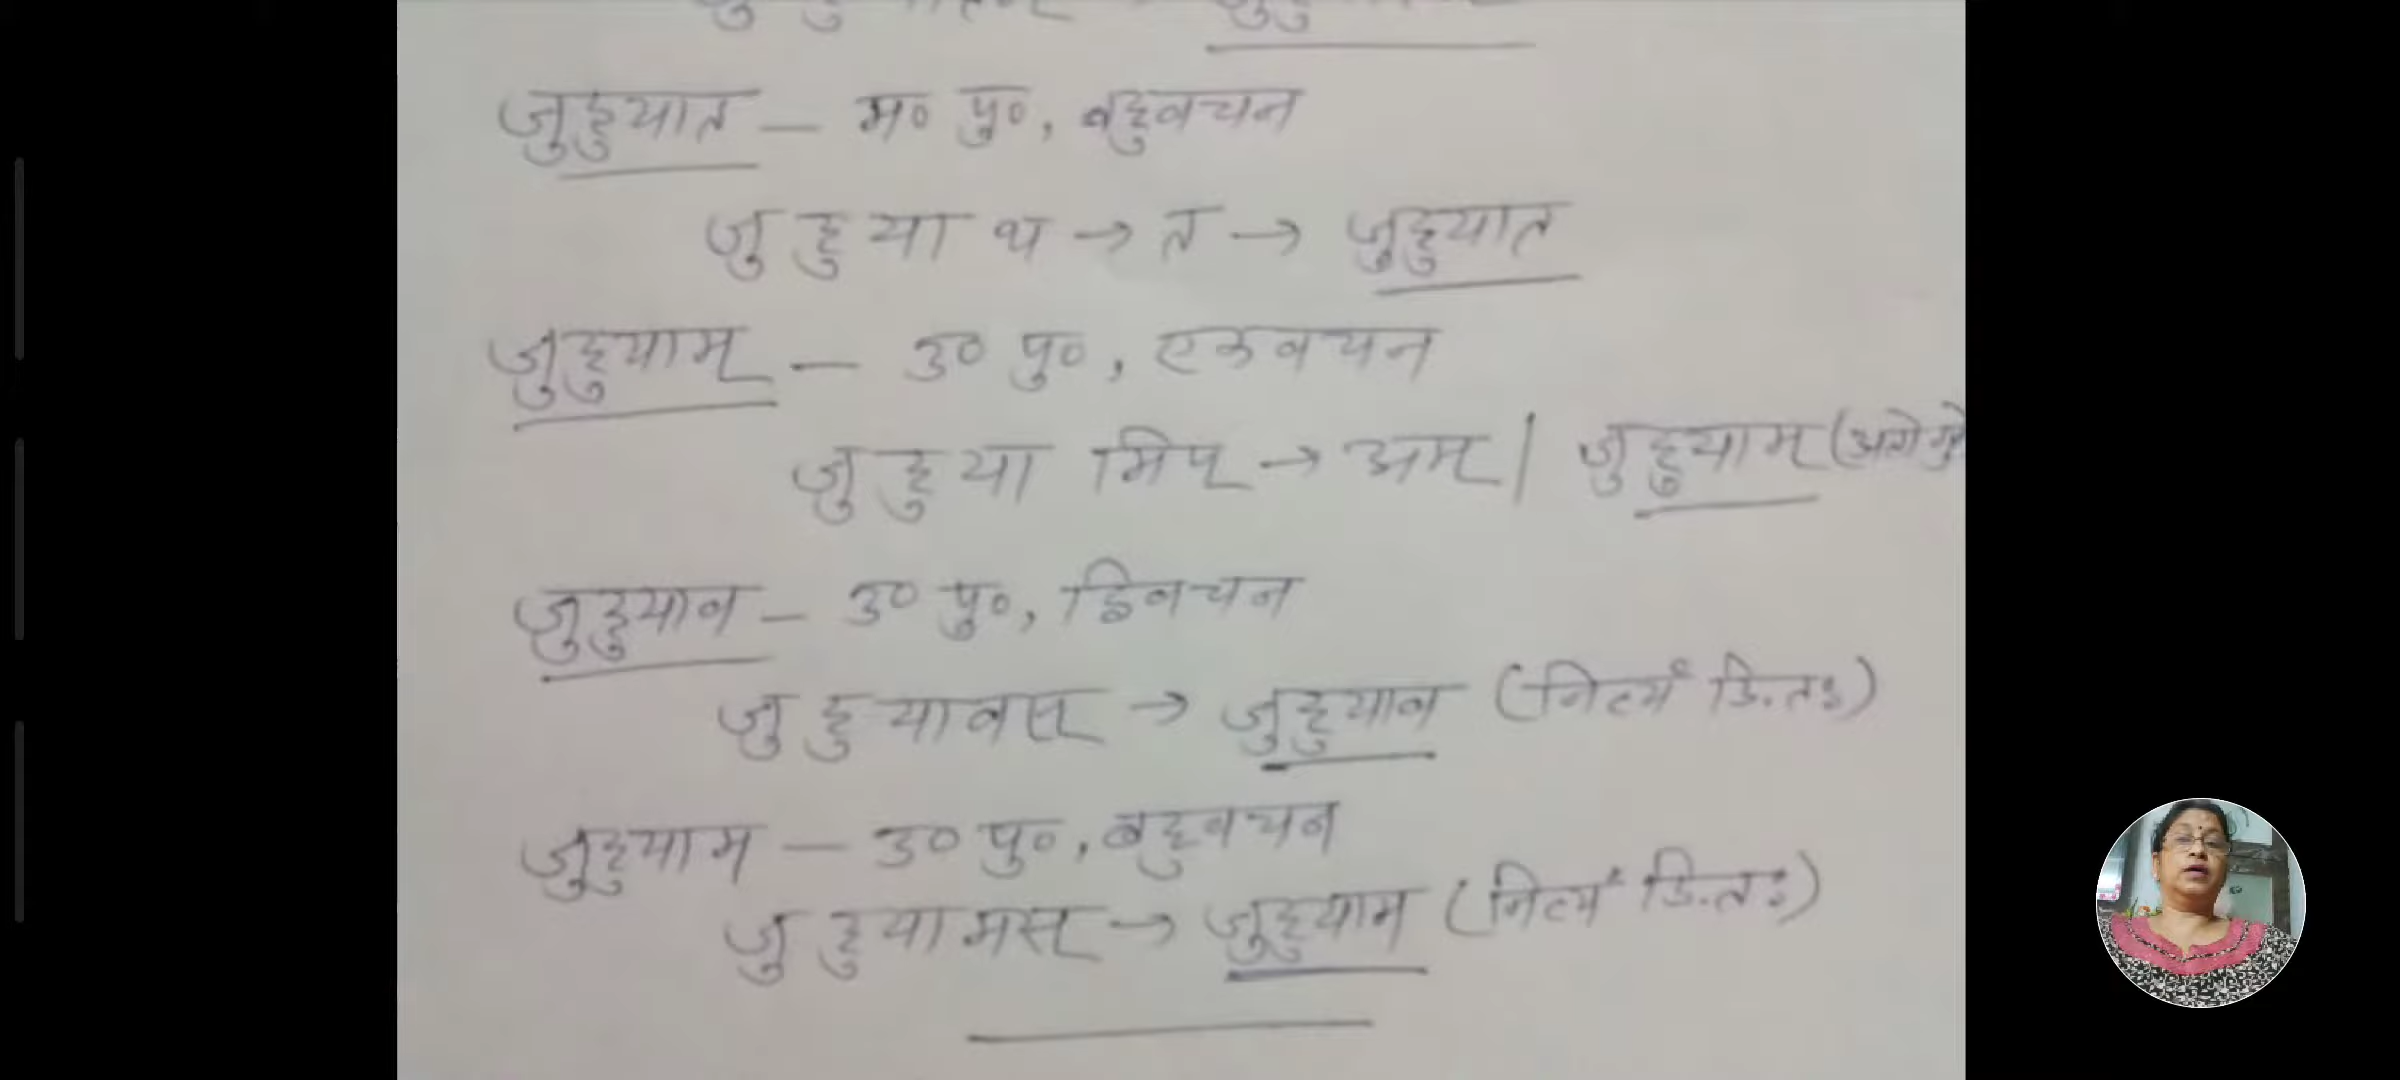 जुहुयात – म० पु०, बहुवचन
जु हु या थ → त → जुहुयात
जुहुयाम् – उ० पु०, एकवचन
जु हु या मिप् → अम् | जुहुयाम्
जुहुयाव – उ० पु०, द्विवचन
जु हु यावस् → जुहुयाव (नित्यं ङि.तः)
जुहुयाम – उ० पु०, बहुवचन
जु हु यामस् → जुहुयाम (नित्यं ङि.तः)